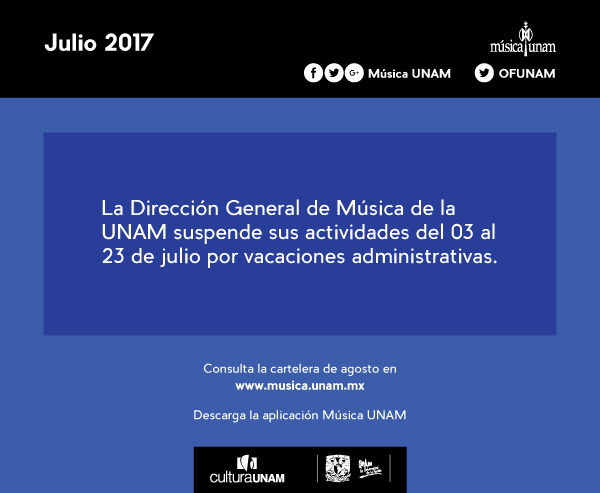 Julio 2017
música unam
Música UNAM
OFUNAM
La Dirección General de Música de la
UNAM suspende sus actividades del 03 al
23 de julio por vacaciones administrativas.
Consulta la cartelera de agosto en
www.musica.unam.mx
Descarga la aplicación Música UNAM
culturaUNAM